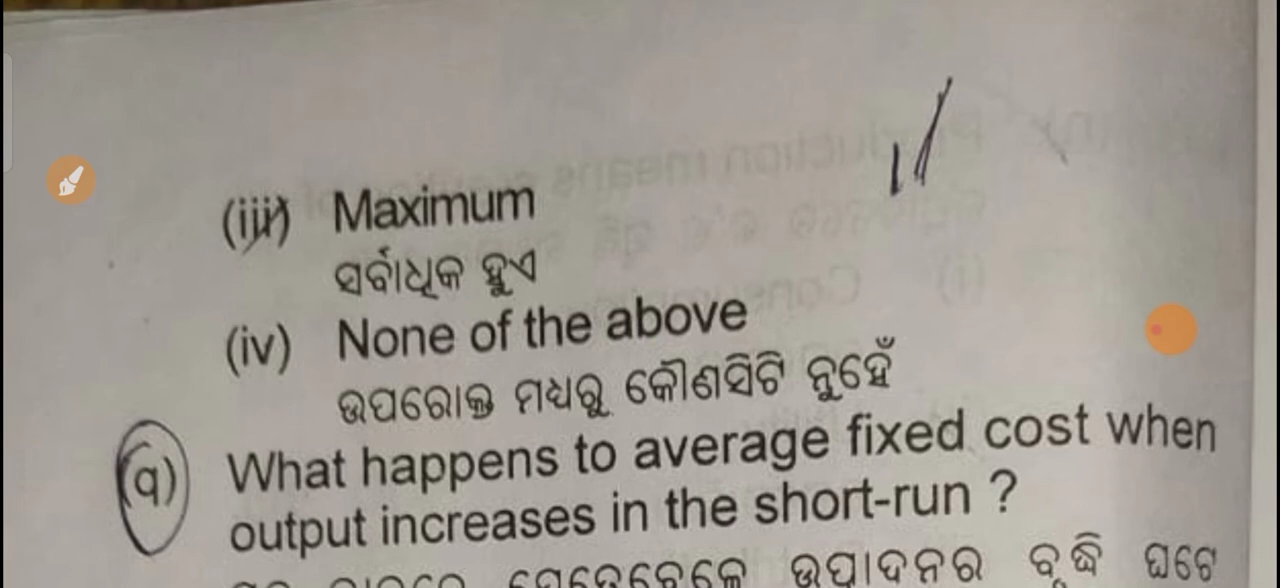 (iii) Maximum
ସର୍ବାଧିକ ହୁଏ
(iv) None of the above
ଉପରୋକ୍ତ ମଧ୍ୟରୁ କୌଣସିଟି ନୁହେଁ
(q) What happens to average fixed cost when
output increases in the short-run ?
ଉତ୍ପାଦନର ବୃଦ୍ଧି ଘଟେ